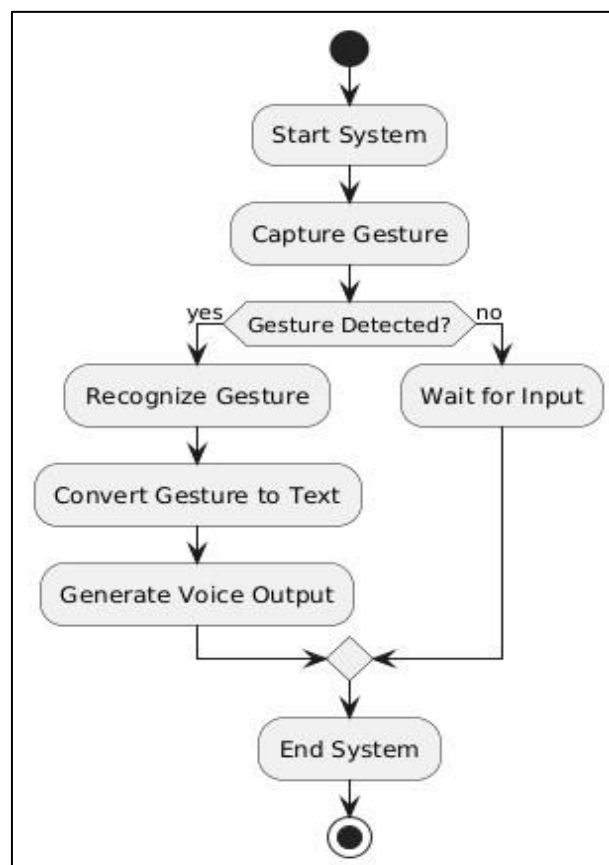 Start System
Capture Gesture
yes
Gesture Detected?
no
Recognize Gesture
Wait for Input
Convert Gesture to Text
Generate Voice Output
End System